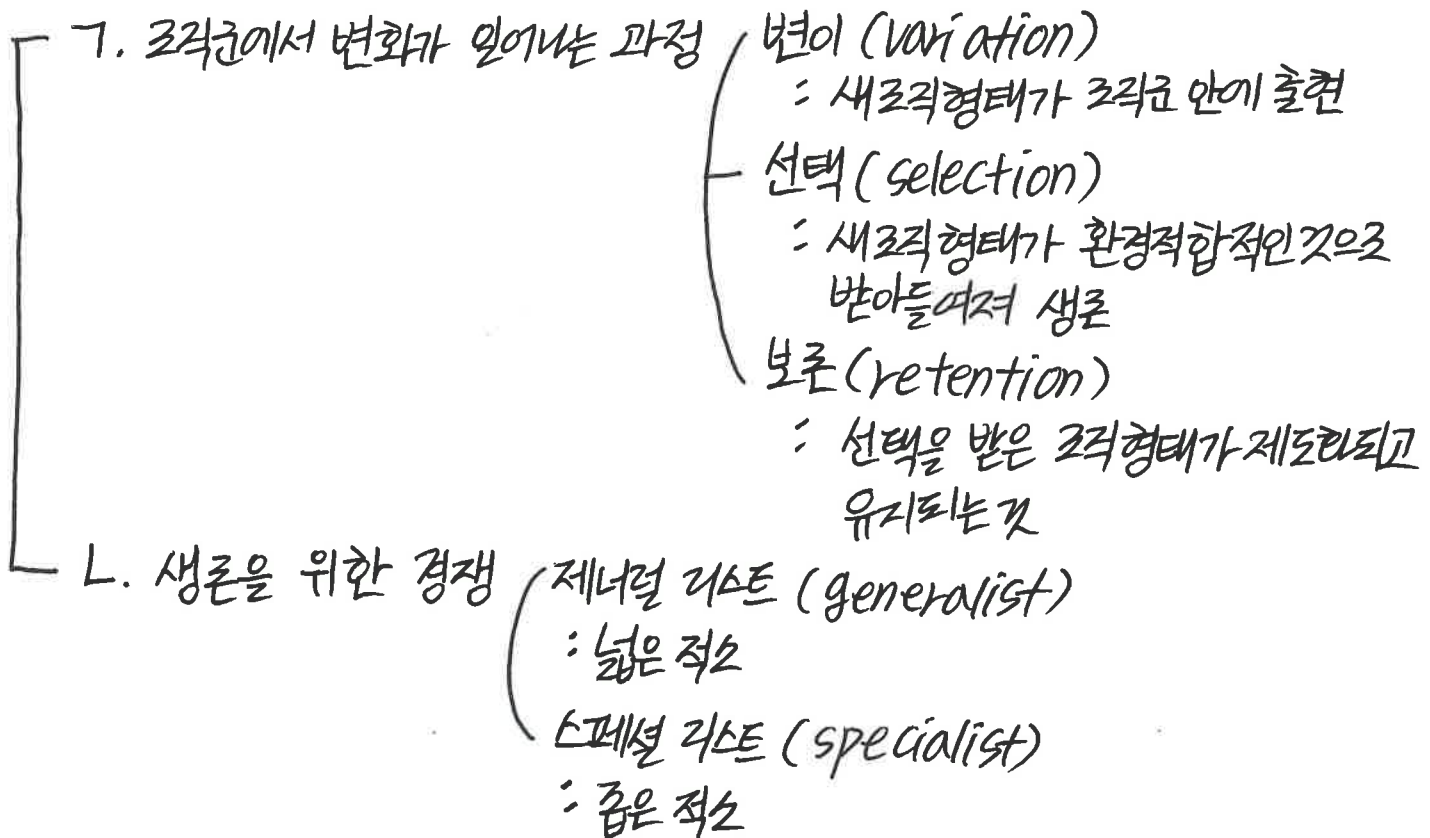 ㄱ. 조직군에서 변화가 일어나는 과정
변이 (variation)
: 새조직형태가 조직군 안에 출현
선택 (selection)
: 새조직형태가 환경적합적인것으로
받아들여져 생존
보존 (retention)
: 선택을 받은 조직형태가 제도화되고
유지되는 것
ㄴ. 생존을 위한 경쟁
제너럴 리스트 (generalist)
: 넓은 적소
스페셜 리스트 (specialist)
: 좁은 적소